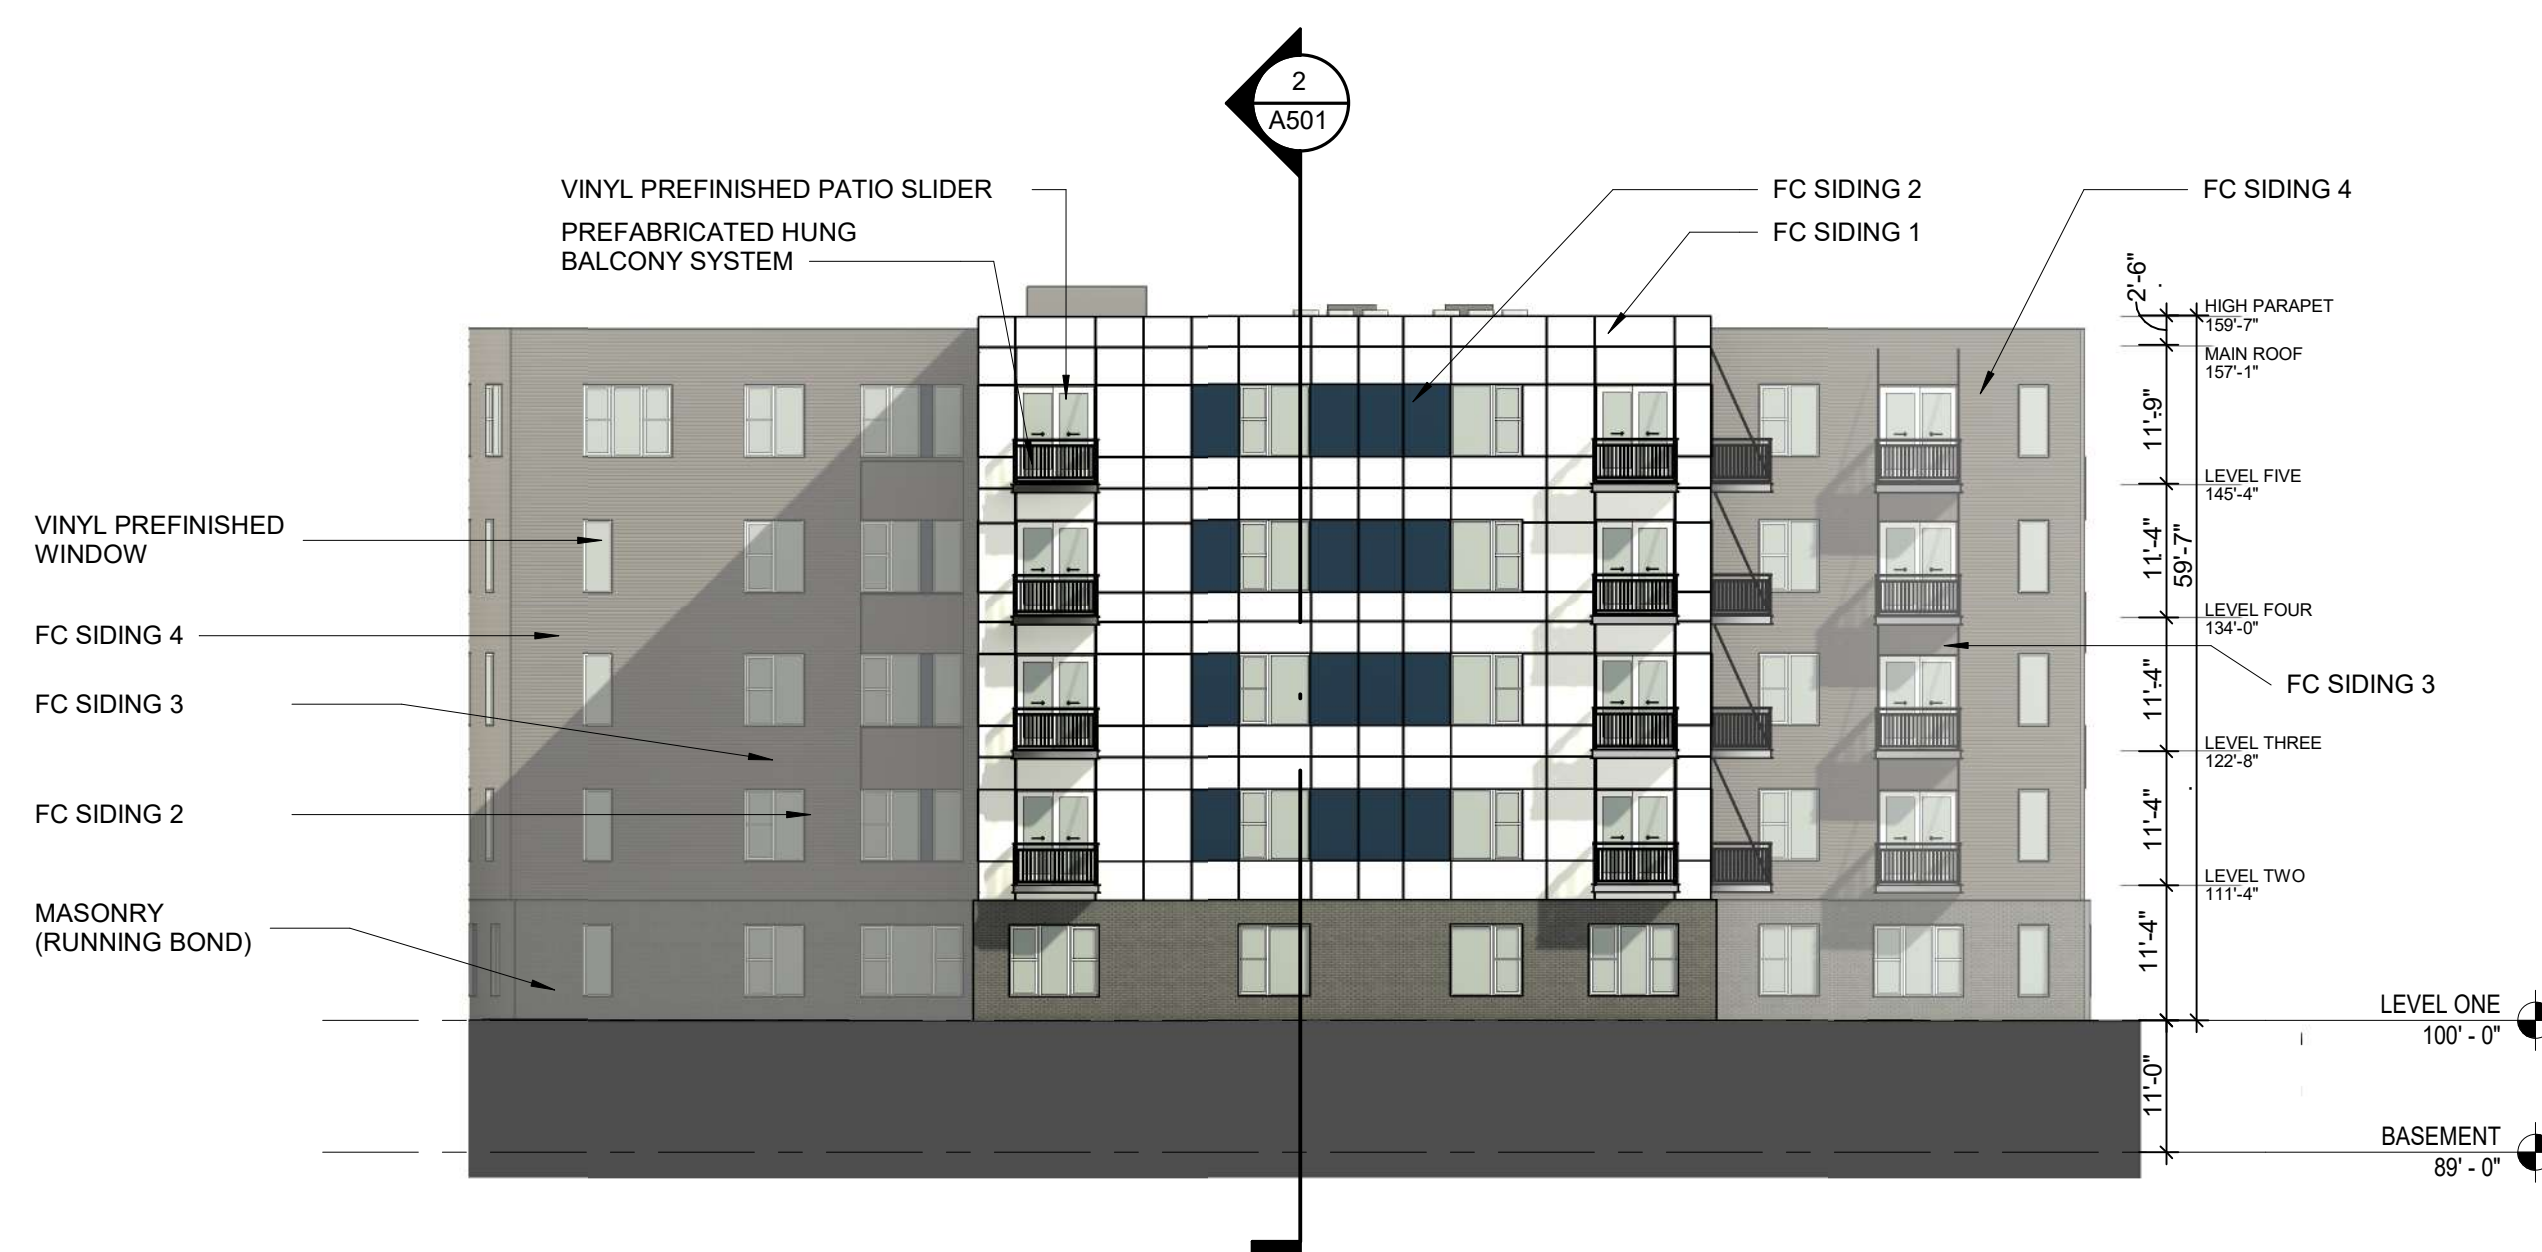 2
A501
VINYL PREFINISHED PATIO SLIDER
PREFABRICATED HUNG
BALCONY SYSTEM
FC SIDING 2
FC SIDING 1
FC SIDING 4
2'-6"
HIGH PARAPET
159'-7"
MAIN ROOF
157'-1"
11'-9"
LEVEL FIVE
145'-4"
VINYL PREFINISHED
WINDOW
11'-4"
59'-7"
LEVEL FOUR
134'-0"
FC SIDING 4
FC SIDING 3
11'-4"
FC SIDING 3
LEVEL THREE
122'-8"
FC SIDING 2
11'-4"
LEVEL TWO
111'-4"
MASONRY
(RUNNING BOND)
11'-4"
LEVEL ONE
100' - 0"
11'-0"
BASEMENT
89' - 0"